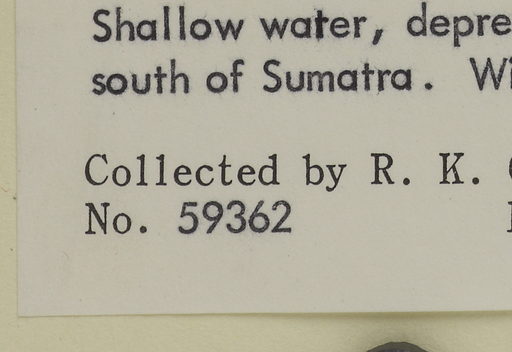 Shallow water, depre
south of Sumatra. Wi
Collected by R. K.
No. 59362